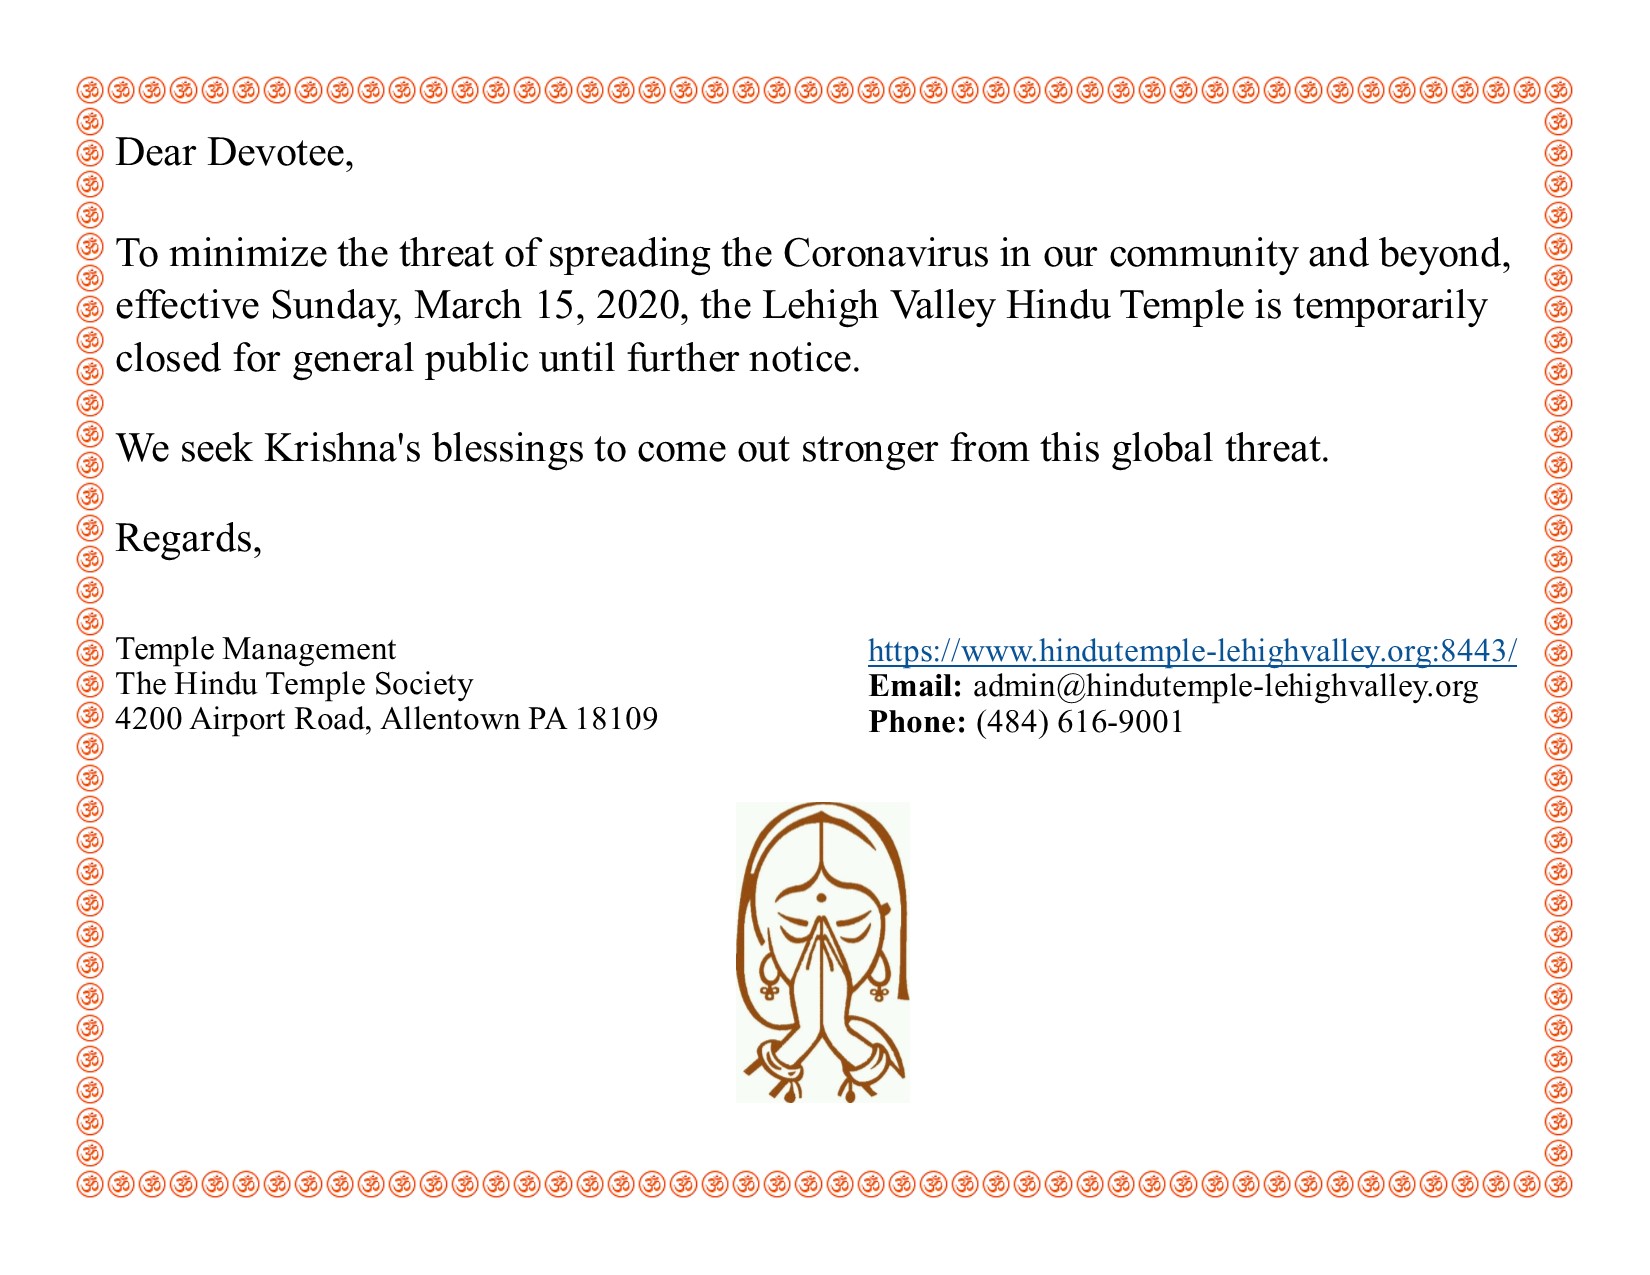 Dear Devotee,
To minimize the threat of spreading the Coronavirus in our community and beyond,
effective Sunday, March 15, 2020, the Lehigh Valley Hindu Temple is temporarily
closed for general public until further notice.
We seek Krishna's blessings to come out stronger from this global threat.
Regards,
Temple Management
The Hindu Temple Society
4200 Airport Road, Allentown PA 18109
https://www.hindutemple-lehighvalley.org:8443/
Email: admin@hindutemple-lehighvalley.org
Phone: (484) 616-9001